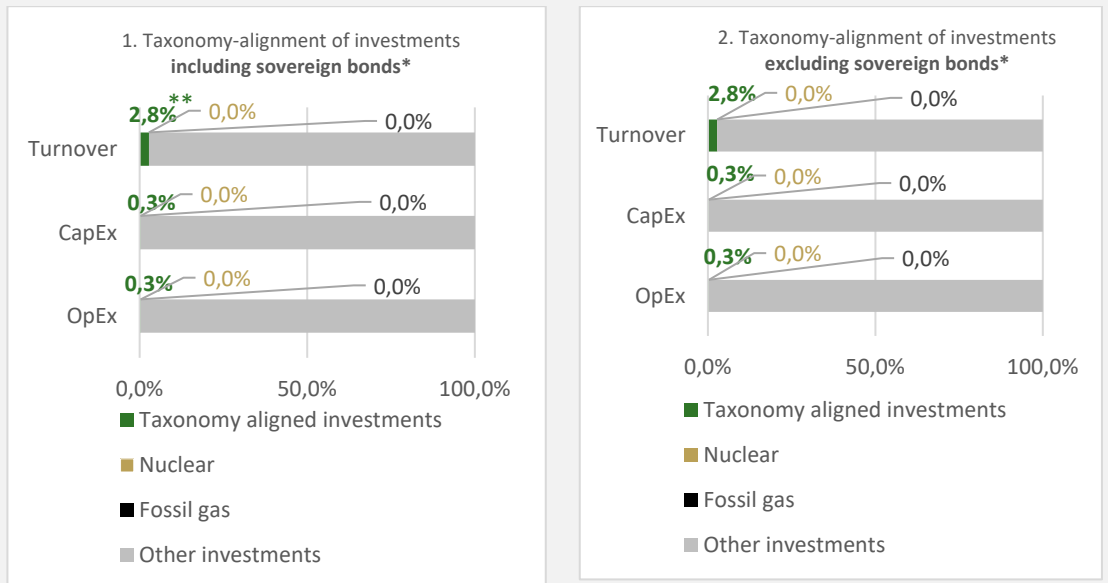 1. Taxonomy-alignment of investments
including sovereign bonds*
2,8%** 0,0% 0,0%
Turnover
0,3% 0,0% 0,0%
CapEx
0,3% 0,0% 0,0%
OpEx
0,0% 50,0% 100,0%
Taxonomy aligned investments
Nuclear
Fossil gas
Other investments
2. Taxonomy-alignment of investments
excluding sovereign bonds*
2,8% 0,0% 0,0%
Turnover
0,3% 0,0% 0,0%
CapEx
0,3% 0,0% 0,0%
OpEx
0,0% 50,0% 100,0%
Taxonomy aligned investments
Nuclear
Fossil gas
Other investments